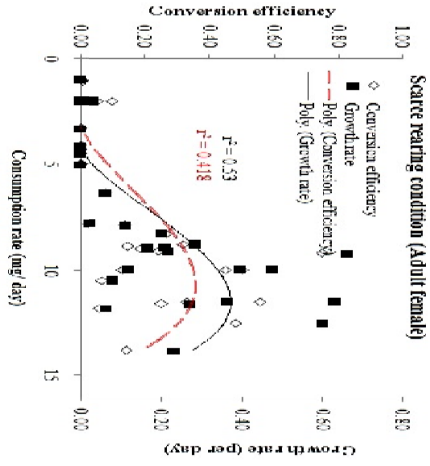 Scarce rearing condition (Adult female)
Conversion efficiency
Growth rate
Poly. (Conversion efficiency)
Poly. (Growth rate)
r² = 0.53
r² = 0.418
Conversion efficiency
1.00
0.80
0.60
0.40
0.20
0.00
Growth rate (per day)
0.80
0.60
0.40
0.20
0.00
0 5 10 15
Consumption rate (mg/ day)